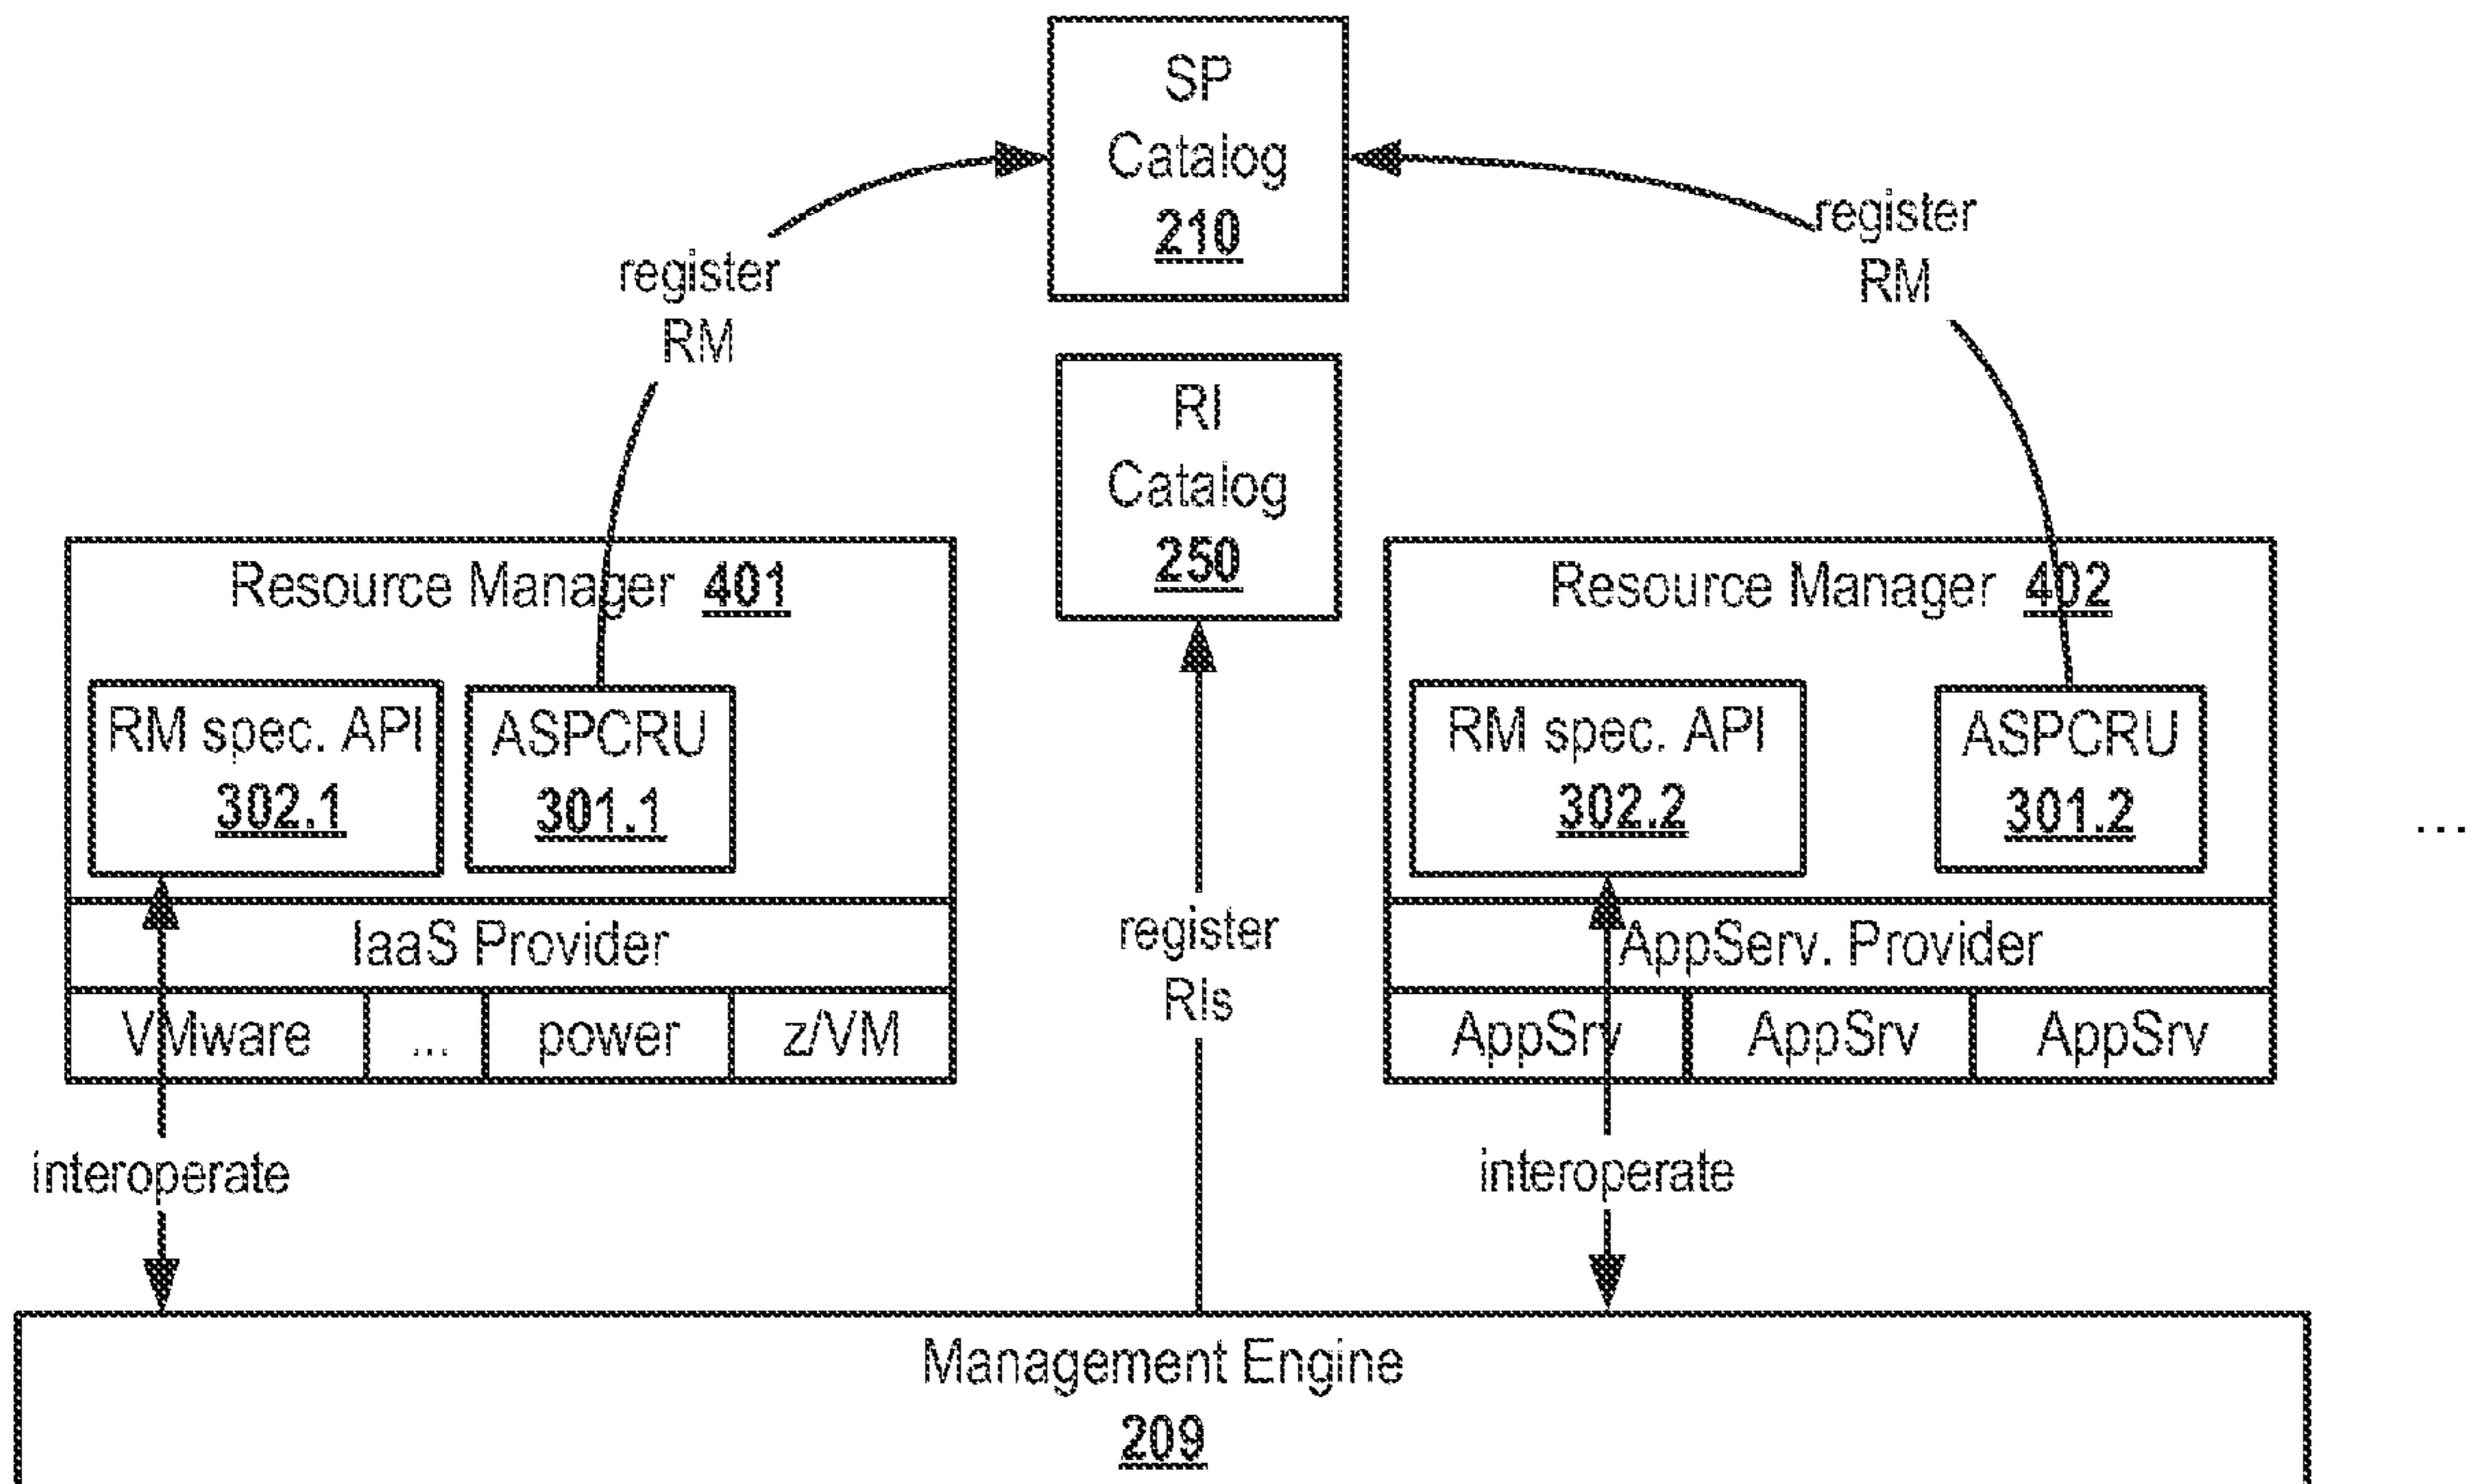 SP
Catalog
210
register
RM
register
RM
RI
Catalog
250
Resource Manager 401
RM spec. API
302.1
ASPCRU
301.1
IaaS Provider
VMware
...
power
z/VM
Resource Manager 402
RM spec. API
302.2
ASPCRU
301.2
AppServ. Provider
AppSrv
AppSrv
AppSrv
...
register
RIs
interoperate
interoperate
Management Engine
209